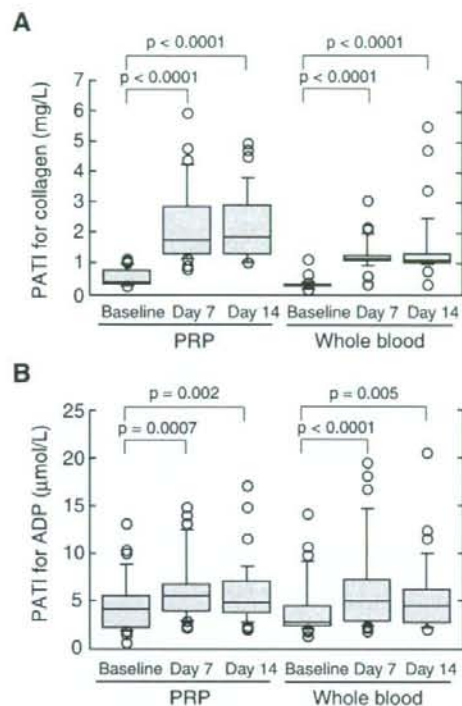 A
p < 0.0001
p < 0.0001
p < 0.0001
p < 0.0001
PATI for collagen (mg/L)
7
6
5
4
3
2
1
0
Baseline Day 7 Day 14 Baseline Day 7 Day 14
PRP Whole blood
B
p = 0.002
p = 0.005
p = 0.0007
p < 0.0001
PATI for ADP (μmol/L)
25
20
15
10
5
0
Baseline Day 7 Day 14 Baseline Day 7 Day 14
PRP Whole blood